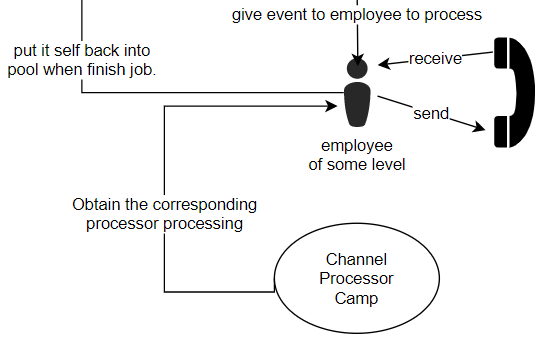 give event to employee to process
put it self back into
pool when finish job.
receive
send
employee
of some level
Obtain the corresponding
processor processing
Channel
Processor
Camp